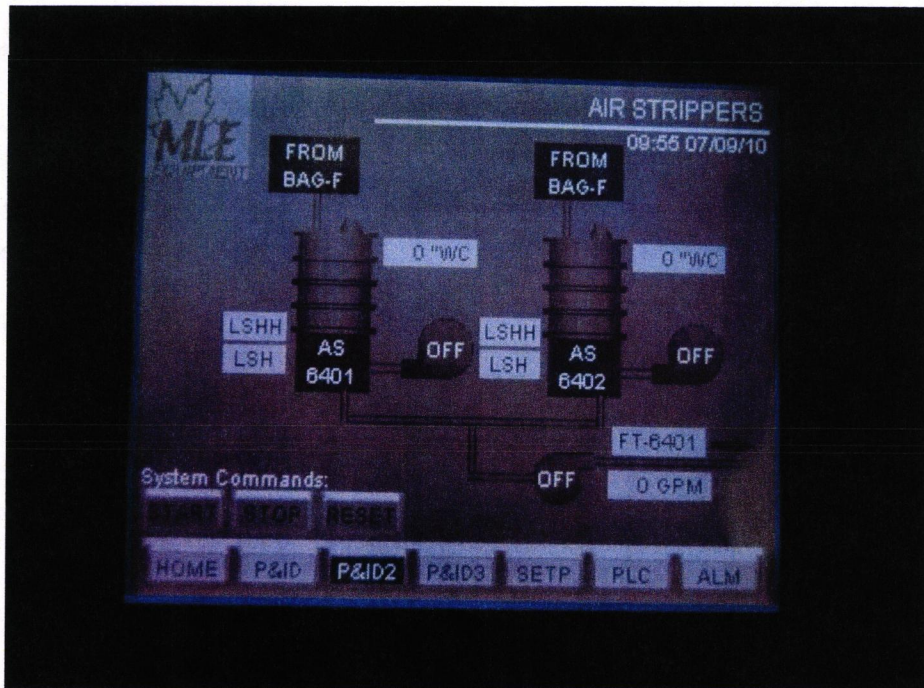 MLE
EQUIPMENT
AIR STRIPPERS
09:55 07/09/10
FROM
BAG-F
FROM
BAG-F
0 "WC
0 "WC
LSHH
LSH
AS
6401
OFF
LSHH
LSH
AS
6402
OFF
FT-6401
OFF
0 GPM
System Commands:
START STOP RESET
HOME P&ID P&ID2 P&ID3 SETP PLC ALM